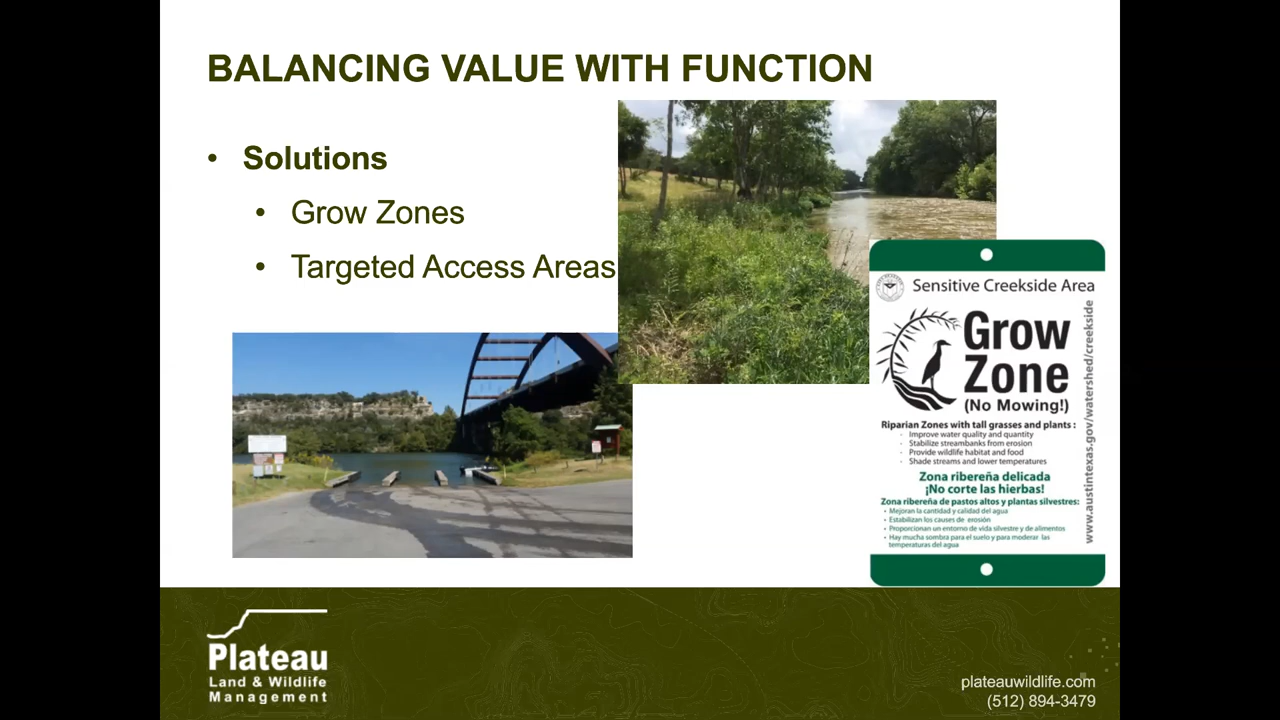 BALANCING VALUE WITH FUNCTION
• Solutions
• Grow Zones
• Targeted Access Areas
Sensitive Creekside Area
Grow
Zone
(No Mowing!)
Riparian Zones with tall grasses and plants :
- Improve water quality and quantity
- Stabilize streambanks from erosion
- Provide wildlife habitat and food
- Shade streams and lower temperatures
Zona ribereña delicada
¡No corte las hierbas!
Zona ribereña de pastos altos y plantas silvestres:
• Mejoran la cantidad y calidad del agua
• Estabilizan los causes de erosión
• Proporcionan un entorno de vida silvestre y de alimentos
• Hay mucha sombra para el suelo y para moderar las
temperaturas del agua
www.austintexas.gov/watershed/creekside
Plateau
Land & Wildlife
Management
plateauwildlife.com
(512) 894-3479